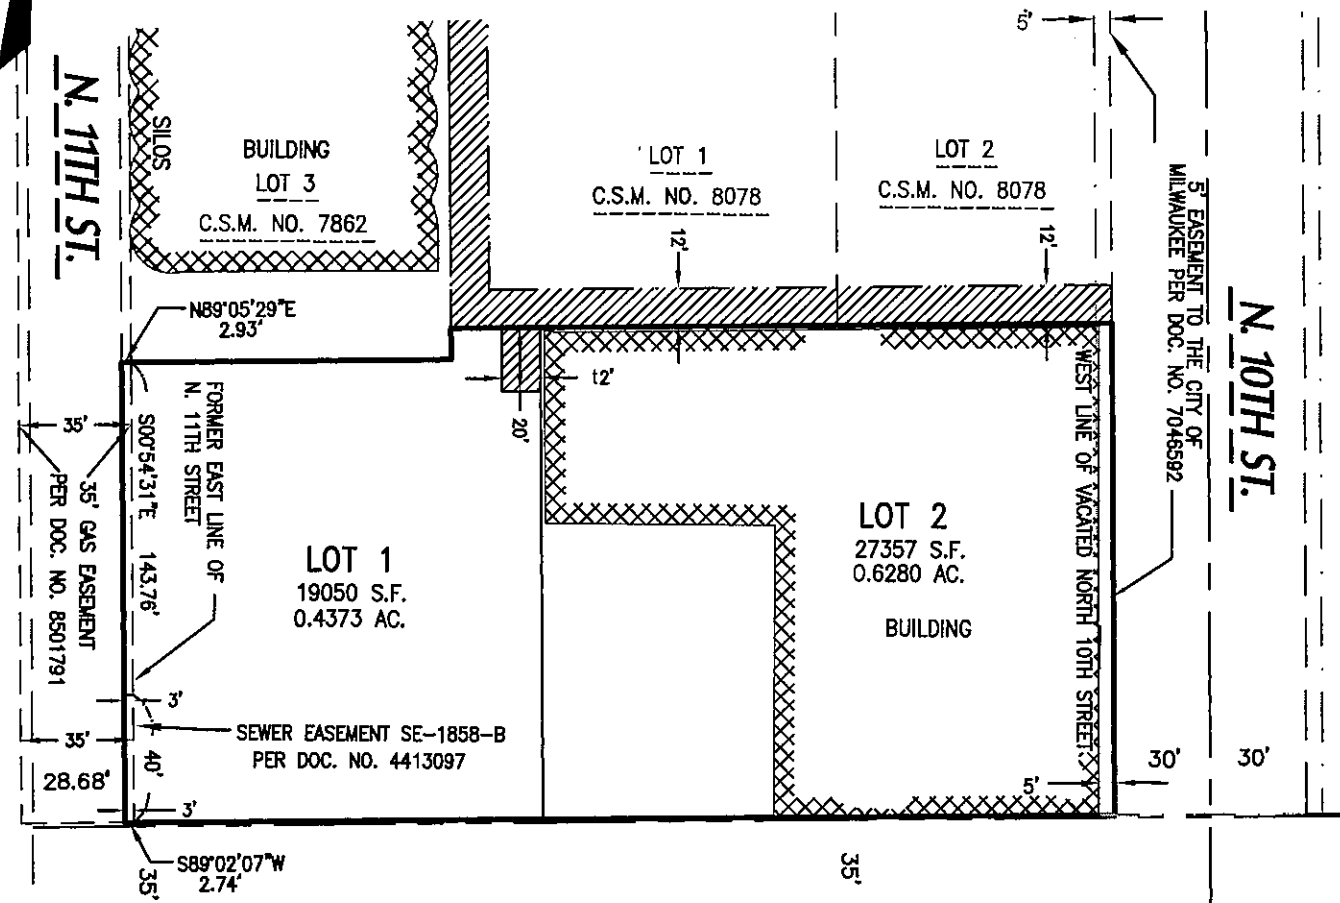 5'
N. 11TH ST.
SILOS
BUILDING
LOT 3
C.S.M. NO. 7862
LOT 1
C.S.M. NO. 8078
LOT 2
C.S.M. NO. 8078
12'
12'
5' EASEMENT TO THE CITY OF
MILWAUKEE PER DOC. NO. 7046592
N. 10TH ST.
N89°05'29"E
2.93'
12'
20'
FORMER EAST LINE OF
N. 11TH STREET
35'
S00°54'31"E 143.76'
35' GAS EASEMENT
PER DOC. NO. 8501791
WEST LINE OF VACATED NORTH 10TH STREET
LOT 1
19050 S.F.
0.4373 AC.
LOT 2
27357 S.F.
0.6280 AC.
BUILDING
3'
SEWER EASEMENT SE-1858-B
PER DOC. NO. 4413097
35'
40'
28.68'
3'
5'
30'
30'
S89°02'07"W
2.74'
35'
35'